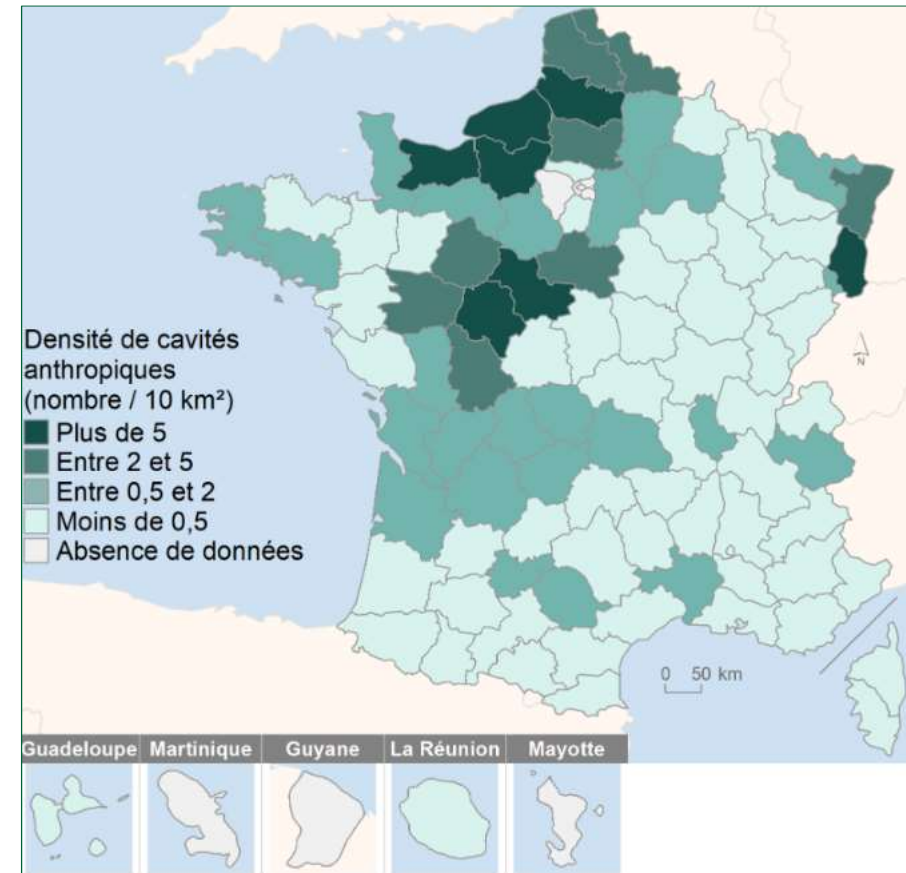 Densité de cavités
anthropiques
(nombre / 10 km²)
Plus de 5
Entre 2 et 5
Entre 0,5 et 2
Moins de 0,5
Absence de données
N
0 50 km
Guadeloupe Martinique Guyane La Réunion Mayotte